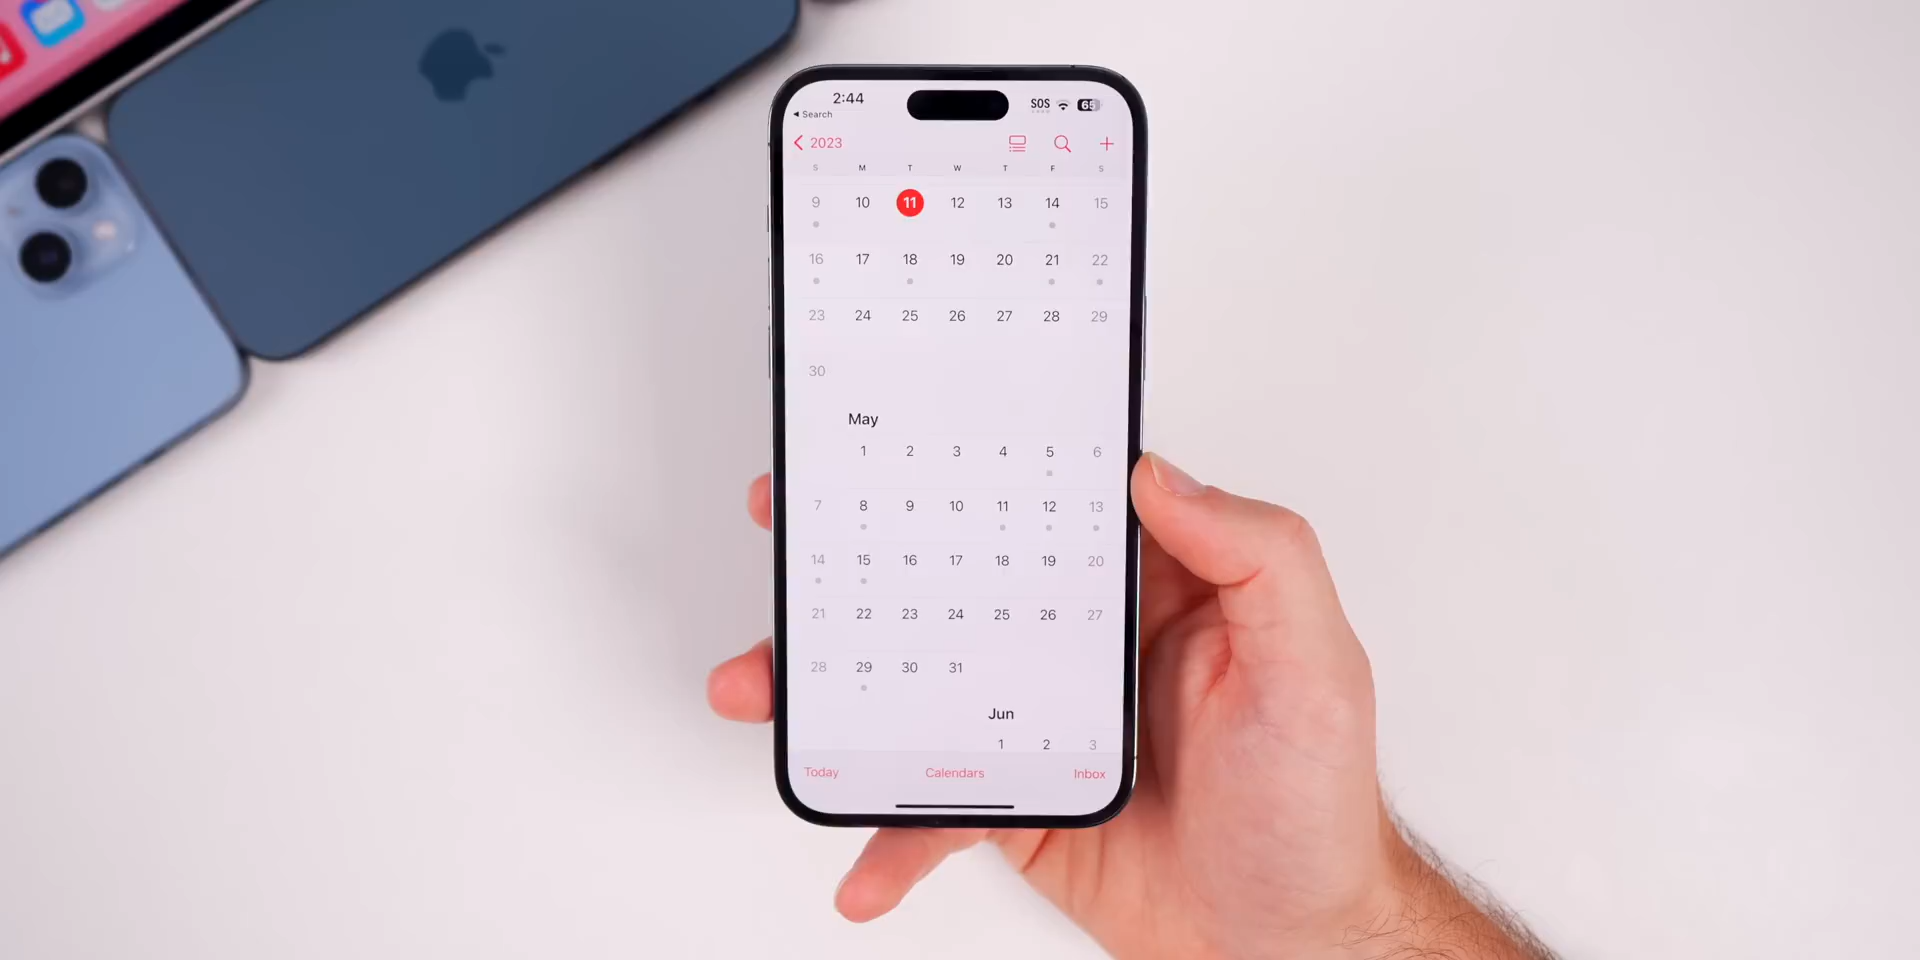 2:44 SOS 65
◂ Search
2023
S M T W T F S
9 10 11 12 13 14 15
16 17 18 19 20 21 22
23 24 25 26 27 28 29
30
May
1 2 3 4 5 6
7 8 9 10 11 12 13
14 15 16 17 18 19 20
21 22 23 24 25 26 27
28 29 30 31
Jun
1 2 3
Today Calendars Inbox